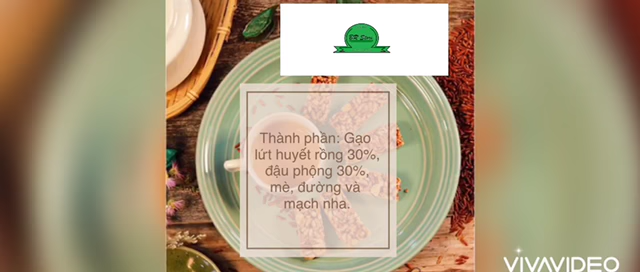 Thành phần: Gạo
lứt huyết rồng 30%,
đậu phộng 30%,
mè, đường và
mạch nha.
VIVAVIDEO